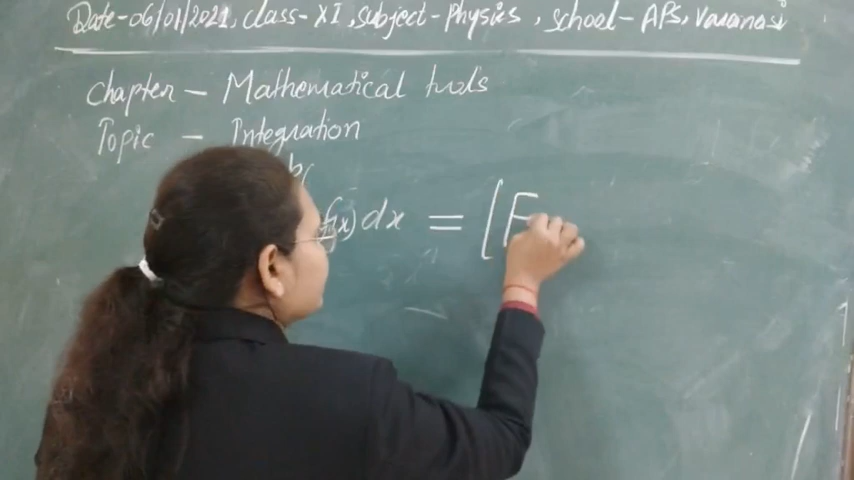 Date-06/01/2021, class-XI, Subject-Physics, School-APS, Varanasi
Chapter - Mathematical tools
Topic - Integration
b∫ f(x) dx = [F